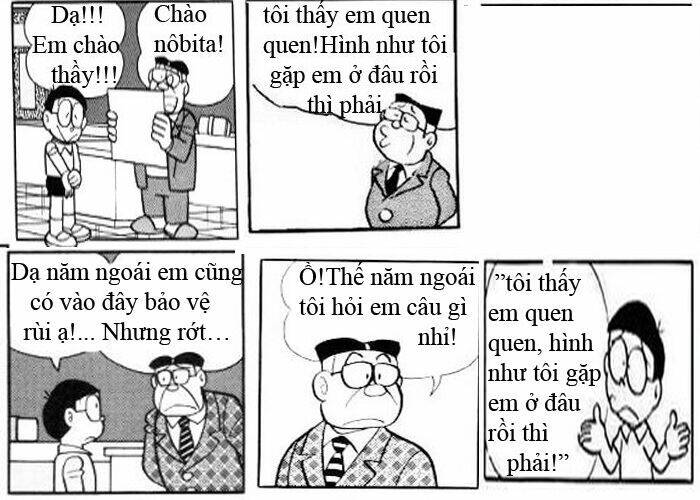 Dạ!!!
Em chào
thầy!!!
Chào
nôbita!
tôi thấy em quen
quen!Hình như tôi
gặp em ở đâu rồi
thì phải
Dạ năm ngoái em cũng
có vào đây bảo vệ
rùi ạ!... Nhưng rớt...
Ồ!Thế năm ngoái
tôi hỏi em câu gì
nhỉ!
"tôi thấy
em quen
quen, hình
như tôi gặp
em ở đâu
rồi thì
phải!"